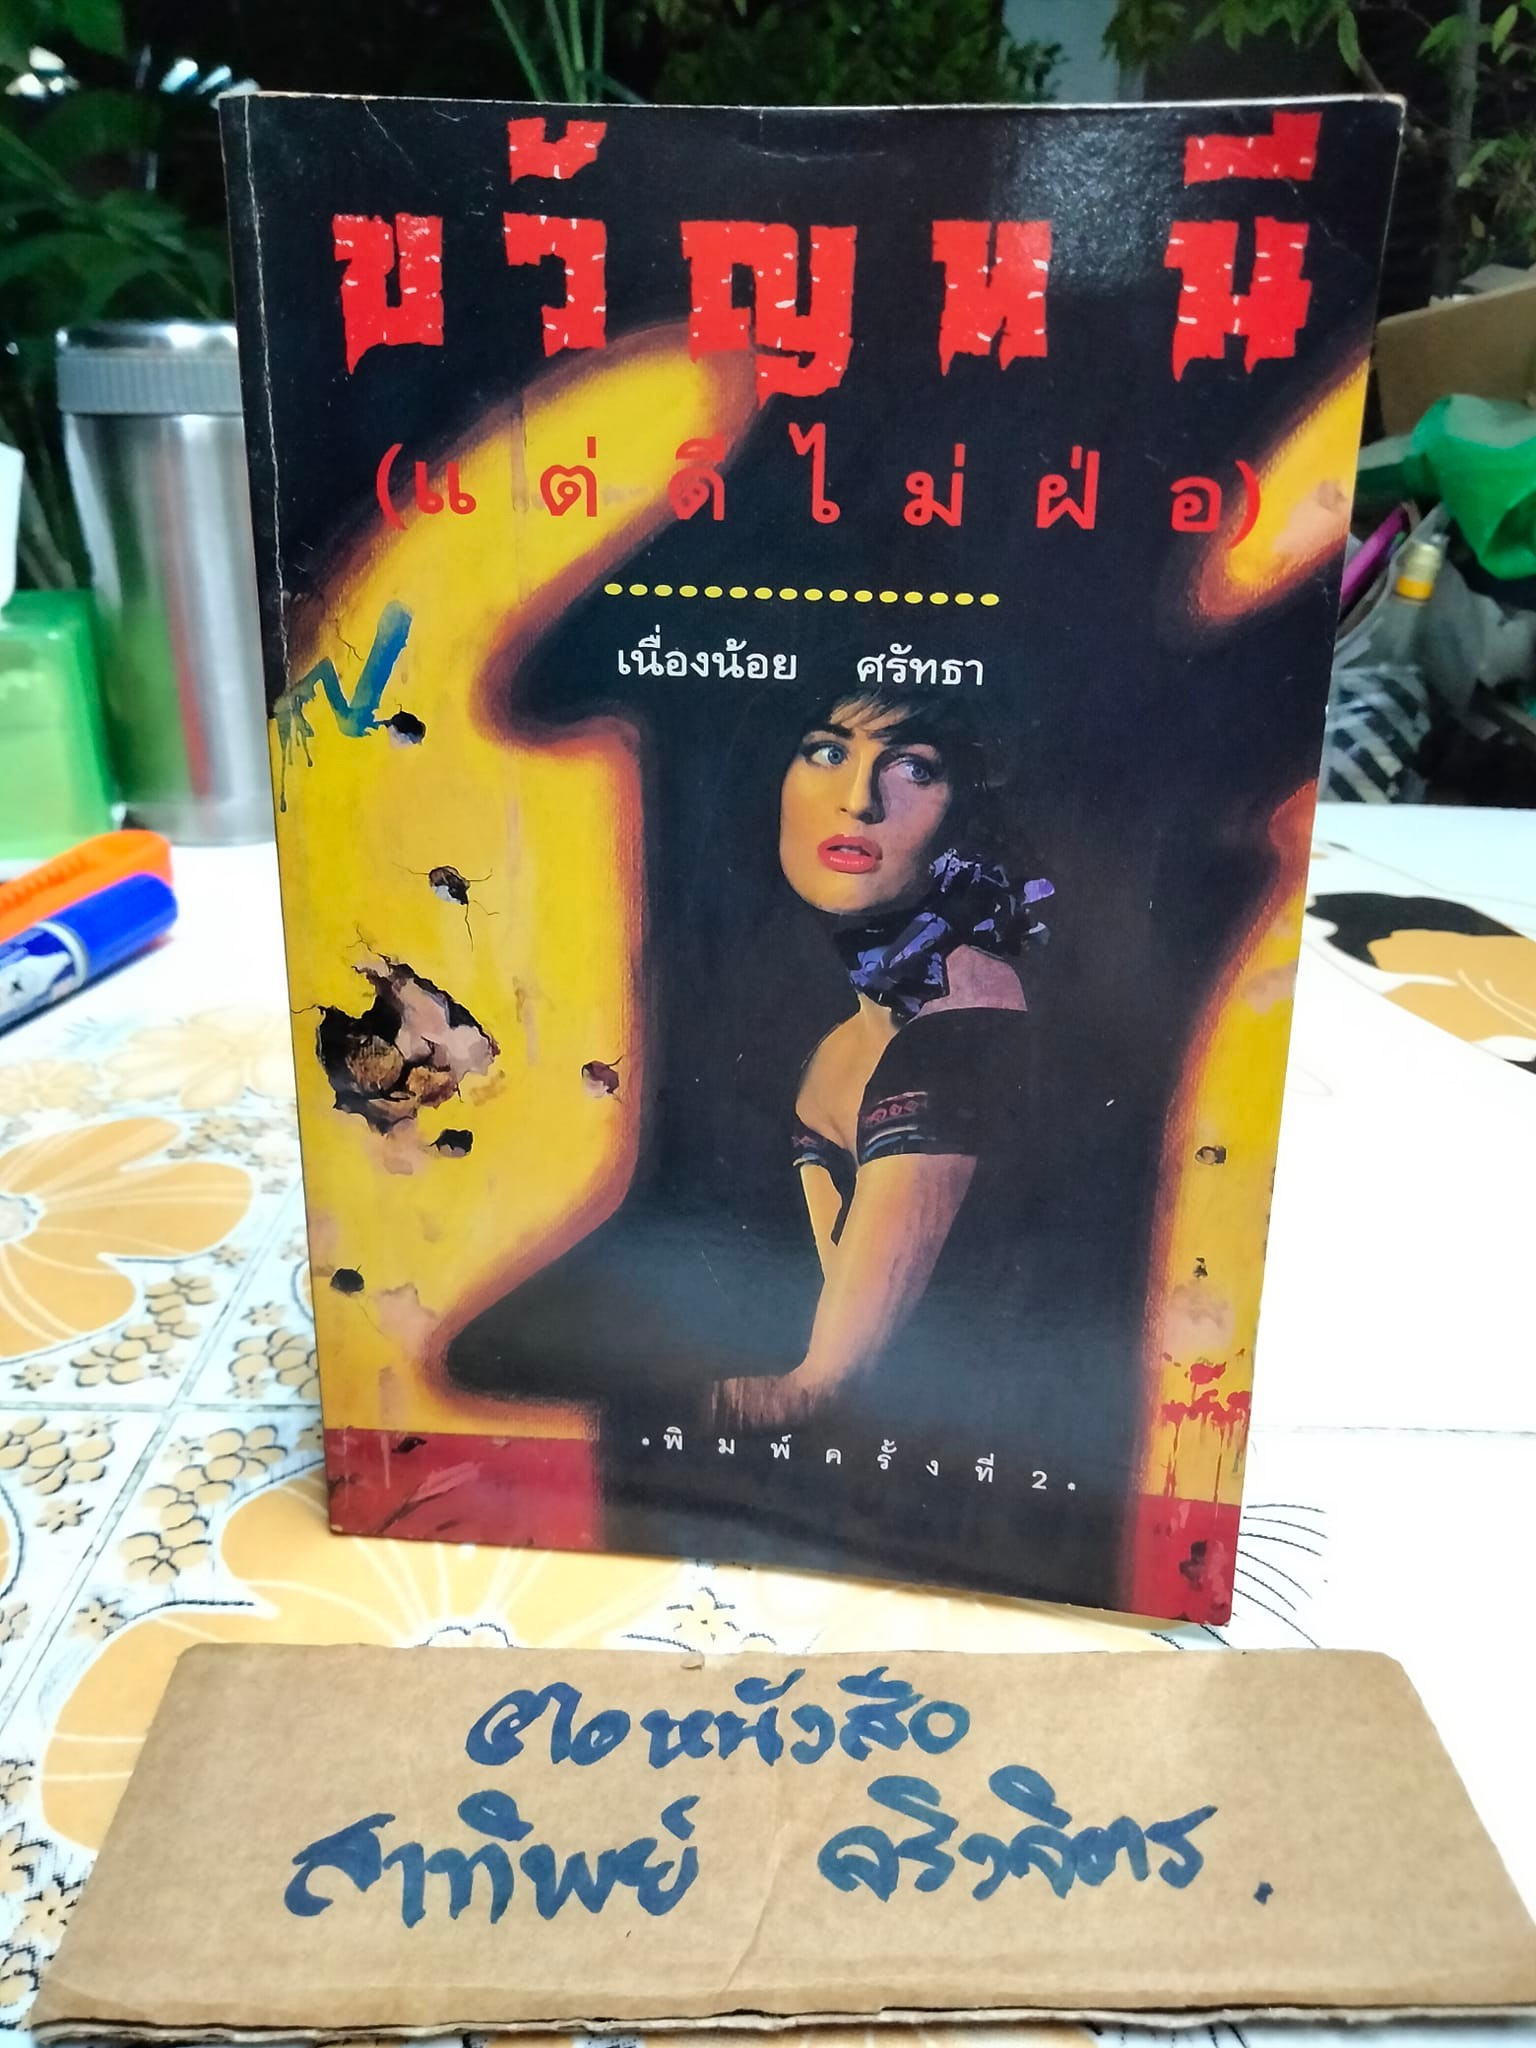 ขวัญหนี
(แต่ดีไม่ฝ่อ)
เนื่องน้อย ศรัทธา
. พิมพ์ครั้งที่ 2 .
หนังสือ
สาทิพย์ จริงจิตร .